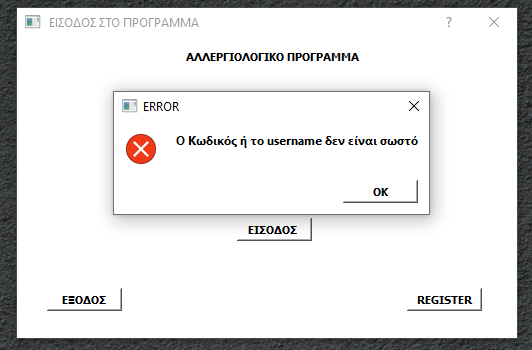 ΕΙΣΟΔΟΣ ΣΤΟ ΠΡΟΓΡΑΜΜΑ
ΑΛΛΕΡΓΙΟΛΟΓΙΚΟ ΠΡΟΓΡΑΜΜΑ
ERROR
Ο Κωδικός ή το username δεν είναι σωστό
OK
ΕΙΣΟΔΟΣ
ΕΞΟΔΟΣ
REGISTER